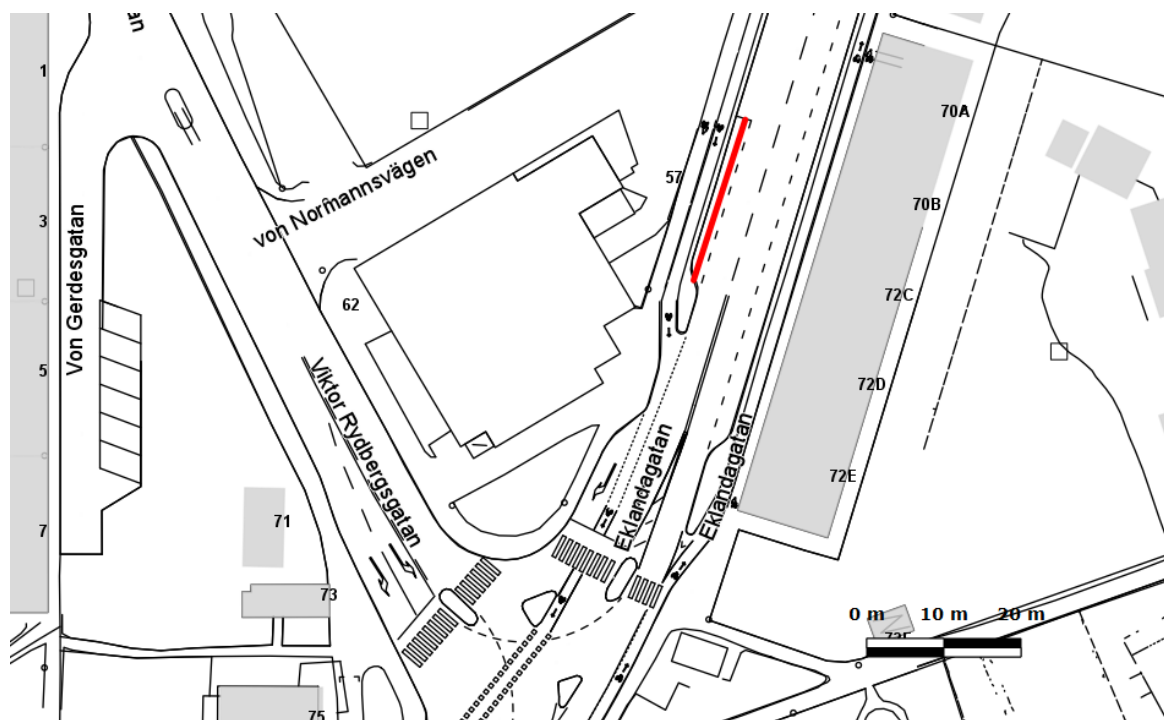 1
3
5
7
Von Gerdesgatan
von Normannsvägen
62
57
Viktor Rydbergsgatan
Eklandagatan
Eklandagatan
70A
70B
72C
72D
72E
71
73
75
0 m 10 m 20 m